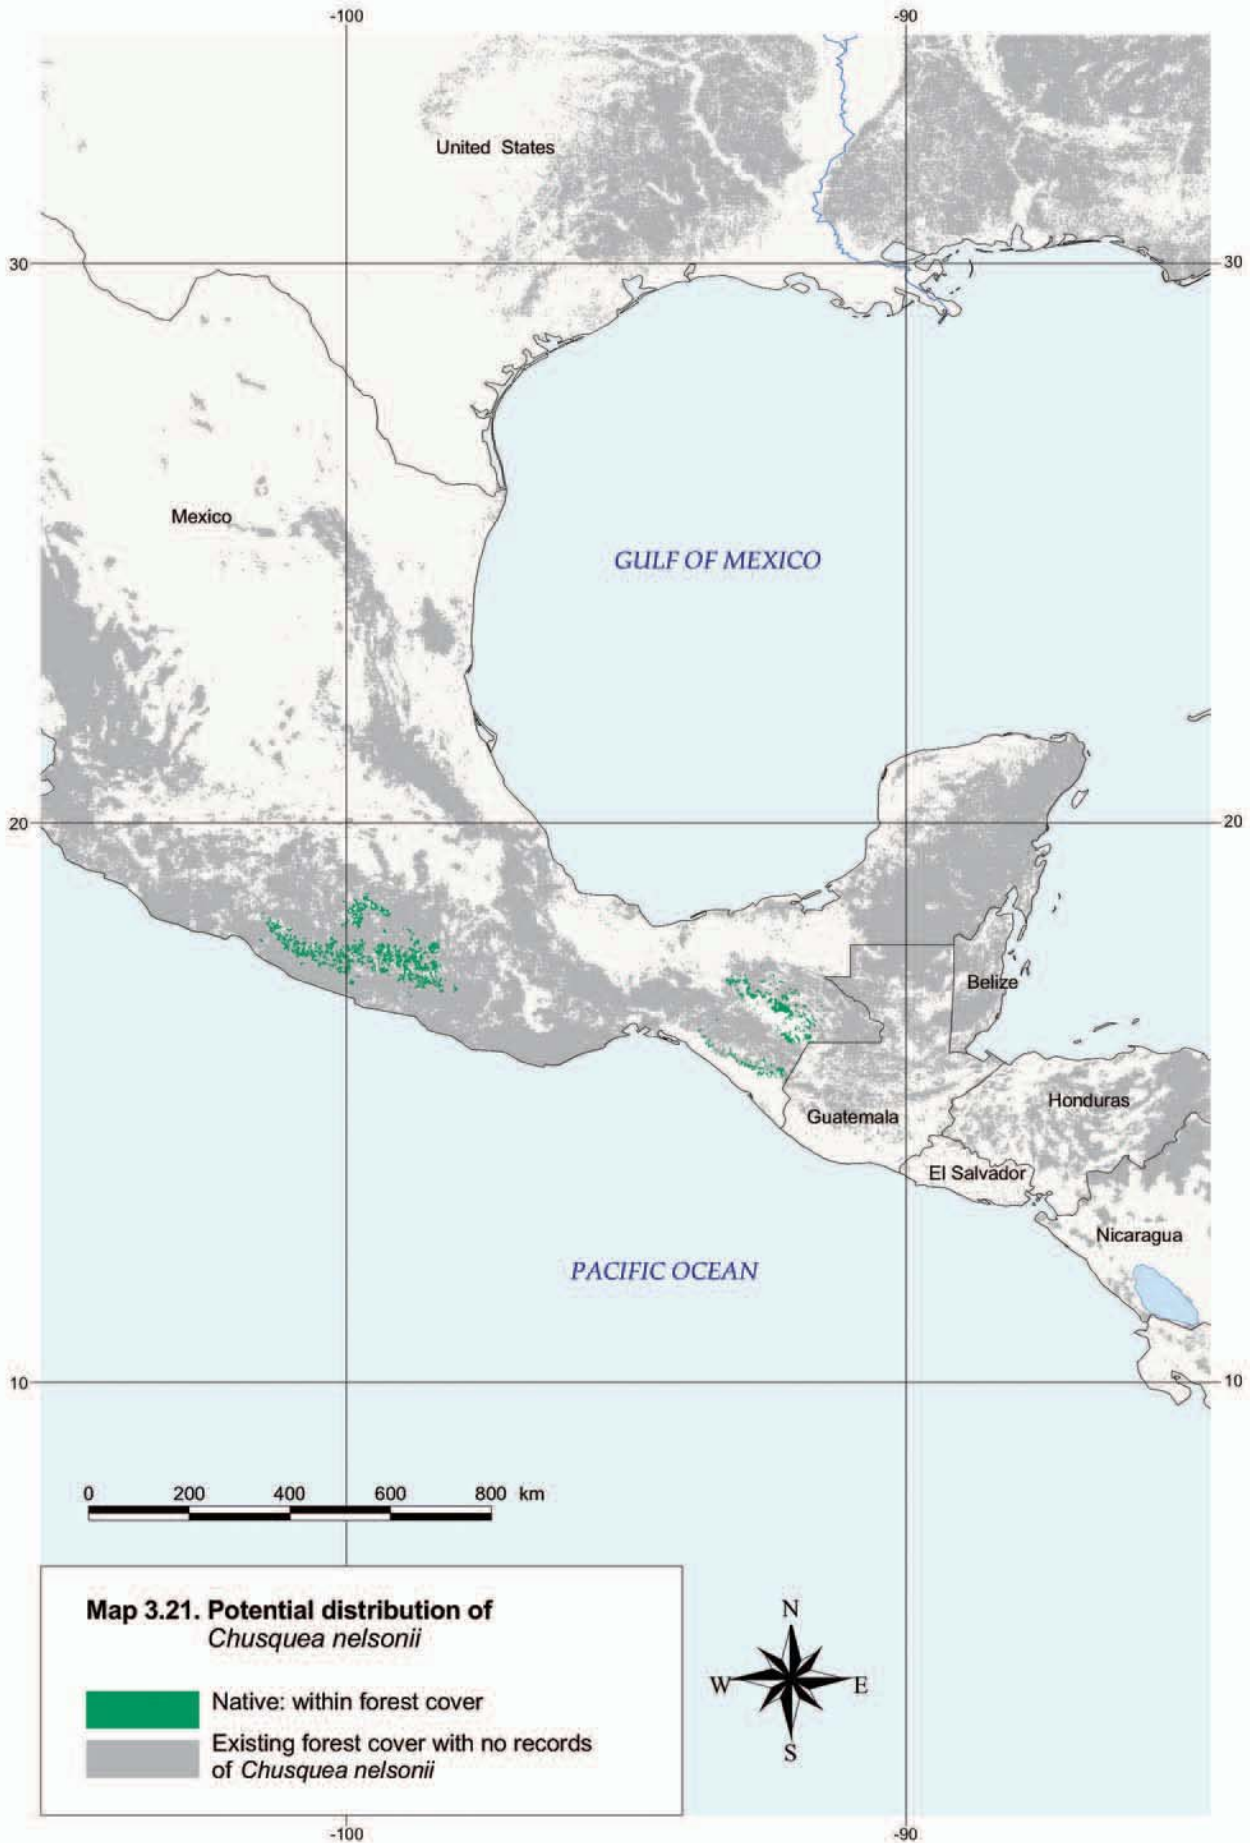 -100
-90
United States
30
30
Mexico
GULF OF MEXICO
20
20
Belize
Guatemala
Honduras
El Salvador
Nicaragua
PACIFIC OCEAN
10
10
0 200 400 600 800 km
Map 3.21. Potential distribution of
Chusquea nelsonii
Native: within forest cover
Existing forest cover with no records
of Chusquea nelsonii
N
W
E
S
-100
-90